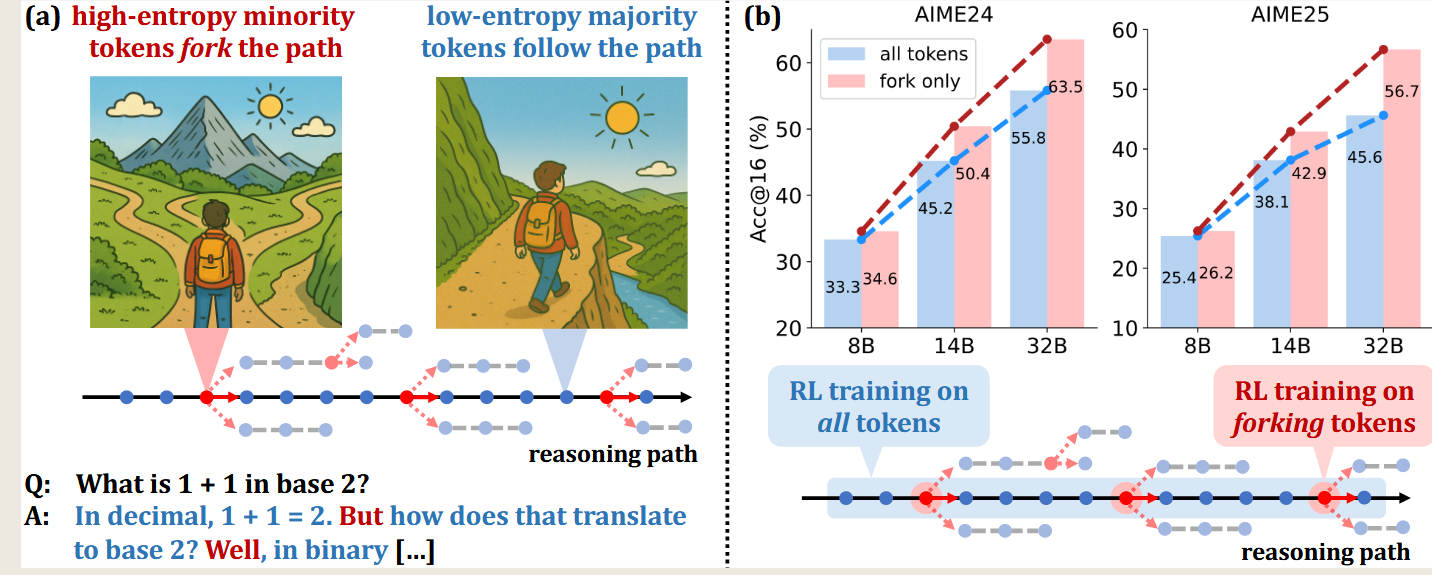 (a) high-entropy minority
tokens fork the path
low-entropy majority
tokens follow the path
reasoning path
Q: What is 1 + 1 in base 2?
A: In decimal, 1 + 1 = 2. But how does that translate
to base 2? Well, in binary [...]
(b)
AIME24
Acc@16 (%)
60
50
40
30
20
all tokens
fork only
33.3
34.6
45.2
50.4
55.8
63.5
8B
14B
32B
AIME25
60
50
40
30
20
10
25.4
26.2
38.1
42.9
45.6
56.7
8B
14B
32B
RL training on
all tokens
RL training on
forking tokens
reasoning path